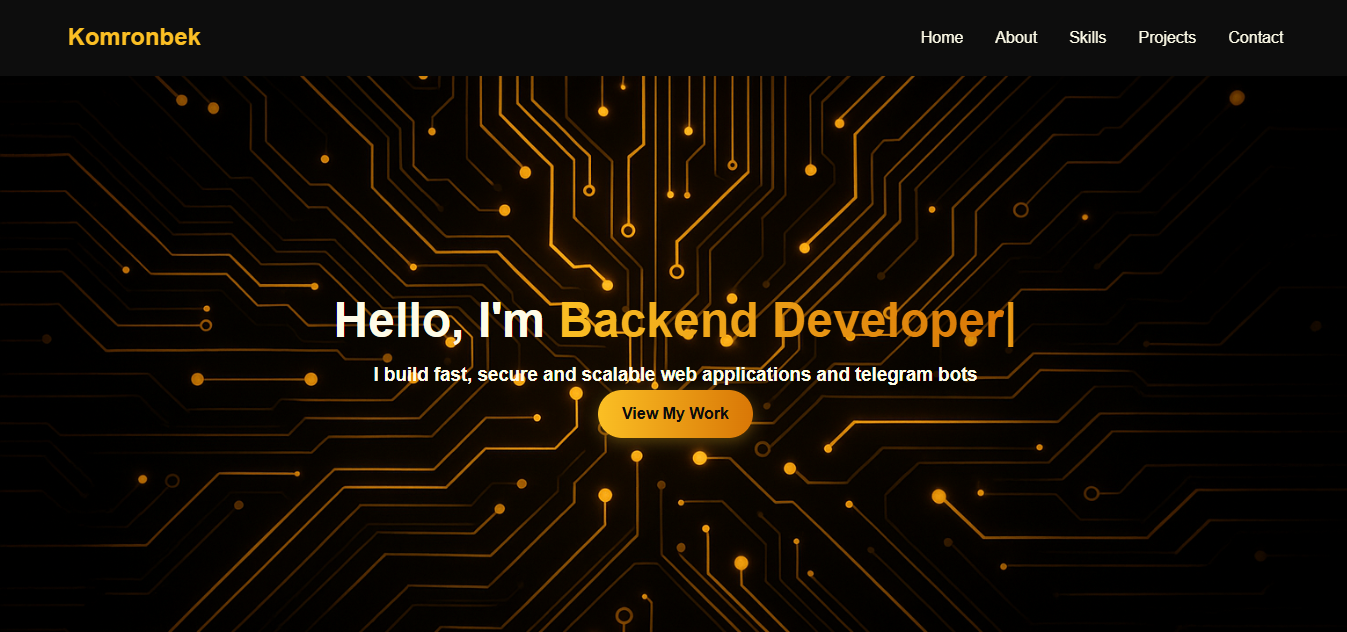 Komronbek
Home About Skills Projects Contact
Hello, I'm Backend Developer|
I build fast, secure and scalable web applications and telegram bots
View My Work